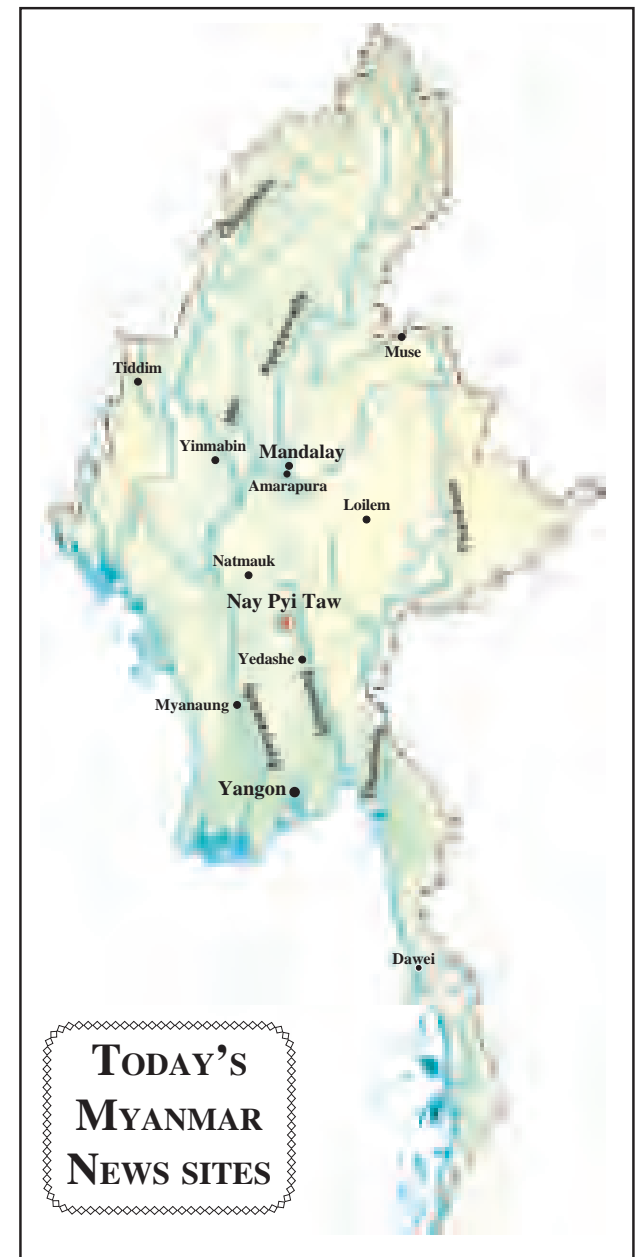 Muse
Tiddim
Yinmabin
Mandalay
Amarapura
Loilem
Natmauk
Nay Pyi Taw
Yedashe
Myanaung
Yangon
Dawei
TODAY'S
MYANMAR
NEWS SITES